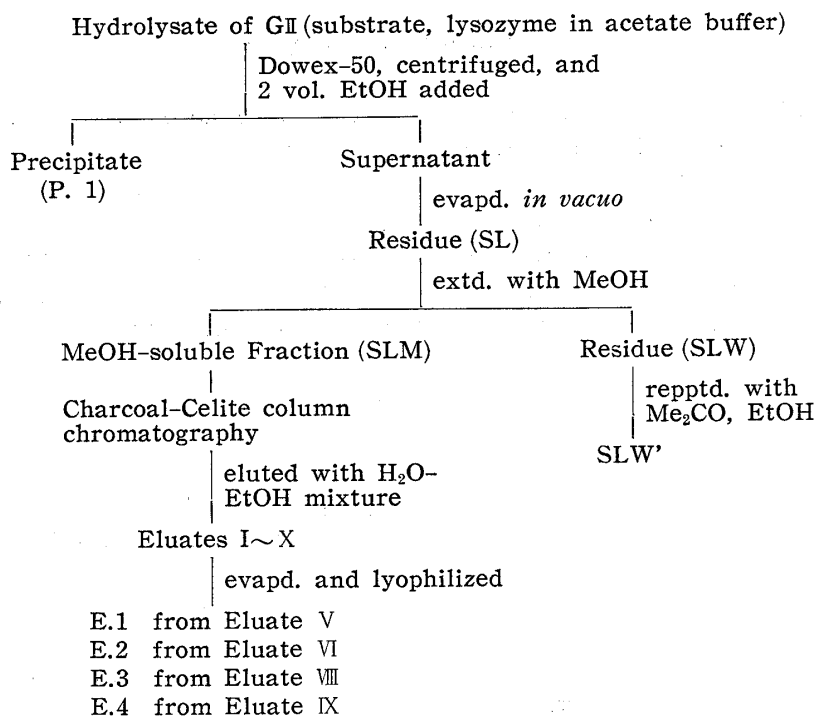 Hydrolysate of GⅡ (substrate, lysozyme in acetate buffer)
Dowex-50, centrifuged, and
2 vol. EtOH added
Precipitate
(P. 1)
Supernatant
evapd. in vacuo
Residue (SL)
extd. with MeOH
MeOH-soluble Fraction (SLM)
Residue (SLW)
Charcoal-Celite column
chromatography
repptd. with
Me₂CO, EtOH
SLW'
eluted with H₂O-
EtOH mixture
Eluates I~X
evapd. and lyophilized
E.1 from Eluate Ⅴ
E.2 from Eluate Ⅵ
E.3 from Eluate Ⅷ
E.4 from Eluate Ⅸ